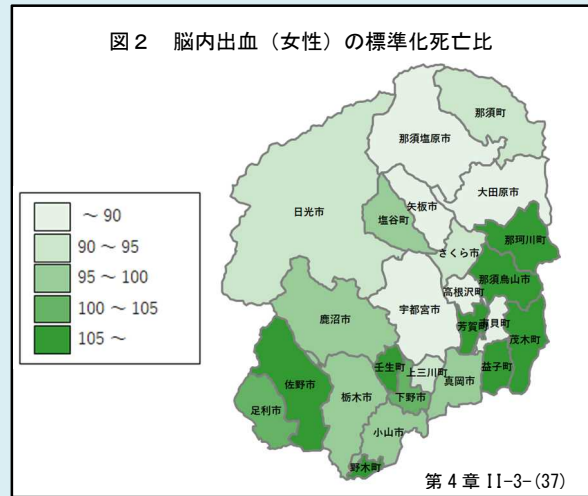 図２　脳内出血（女性）の標準化死亡比
～ 90
90 ～ 95
95 ～ 100
100 ～ 105
105 ～
那須町
那須塩原市
大田原市
日光市
矢板市
塩谷町
那珂川町
さくら市
那須烏山市
高根沢町
宇都宮市
鹿沼市
芳賀町
市貝町
茂木町
壬生町
上三川町
益子町
真岡市
佐野市
下野市
栃木市
足利市
小山市
野木町
第４章 II-3-(37)